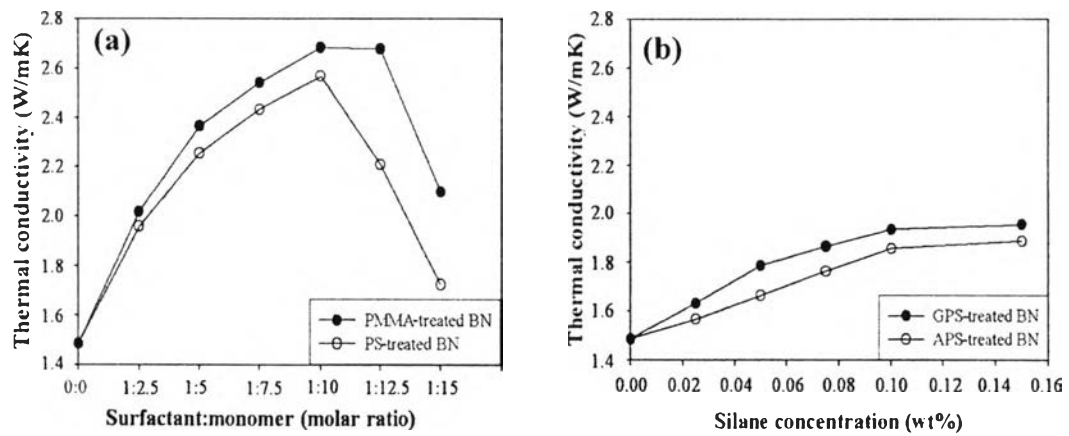 (a)
Thermal conductivity (W/mK)
2.8
2.6
2.4
2.2
2.0
1.8
1.6
1.4
PMMA-treated BN
PS-treated BN
0:0 1:2.5 1:5 1:7.5 1:10 1:12.5 1:15
Surfactant:monomer (molar ratio)
(b)
Thermal conductivity (W/mK)
2.8
2.6
2.4
2.2
2.0
1.8
1.6
1.4
GPS-treated BN
APS-treated BN
0.00 0.02 0.04 0.06 0.08 0.10 0.12 0.14 0.16
Silane concentration (wt%)